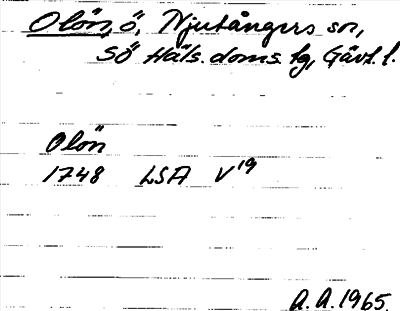 Olön, ö, Njutångers sn,
Sö Häls. doms. tg, Gävl. l.
Olön
1748 LSA V¹⁹
A.A. 1965.